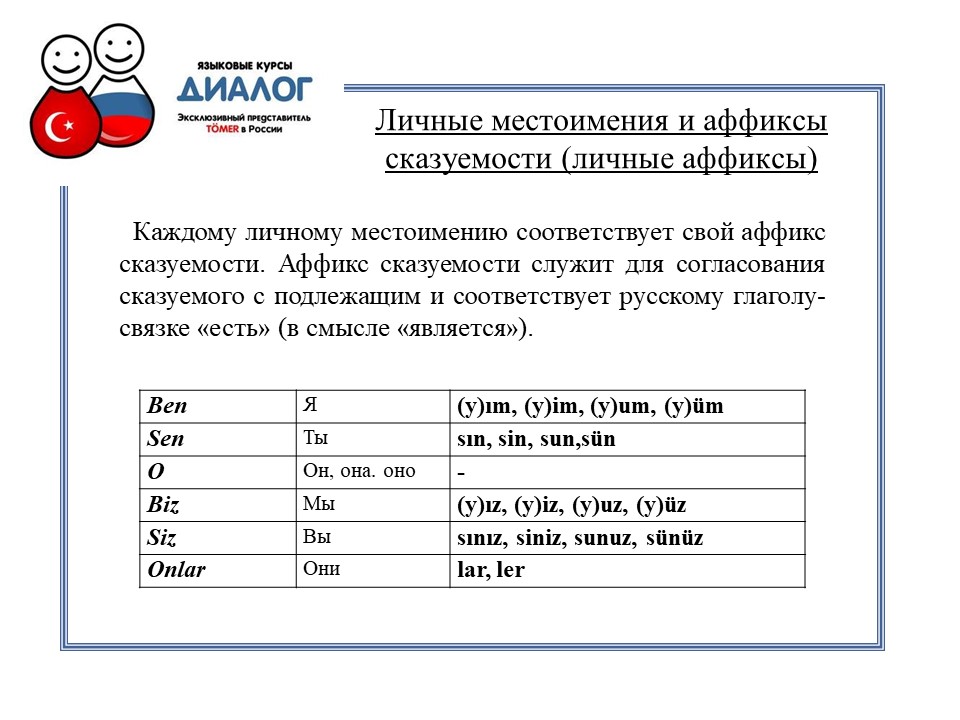 ЯЗЫКОВЫЕ КУРСЫ
ДИАЛОГ
Эксклюзивный представитель
TÖMER в России
Личные местоимения и аффиксы
сказуемости (личные аффиксы)
Каждому личному местоимению соответствует свой аффикс
сказуемости. Аффикс сказуемости служит для согласования
сказуемого с подлежащим и соответствует русскому глаголу-
связке «есть» (в смысле «является»).
Ben Я (y)ım, (y)im, (y)um, (y)üm
Sen Ты sın, sin, sun,sün
O Он, она. оно -
Biz Мы (y)ız, (y)iz, (y)uz, (y)üz
Siz Вы sınız, siniz, sunuz, sünüz
Onlar Они lar, ler